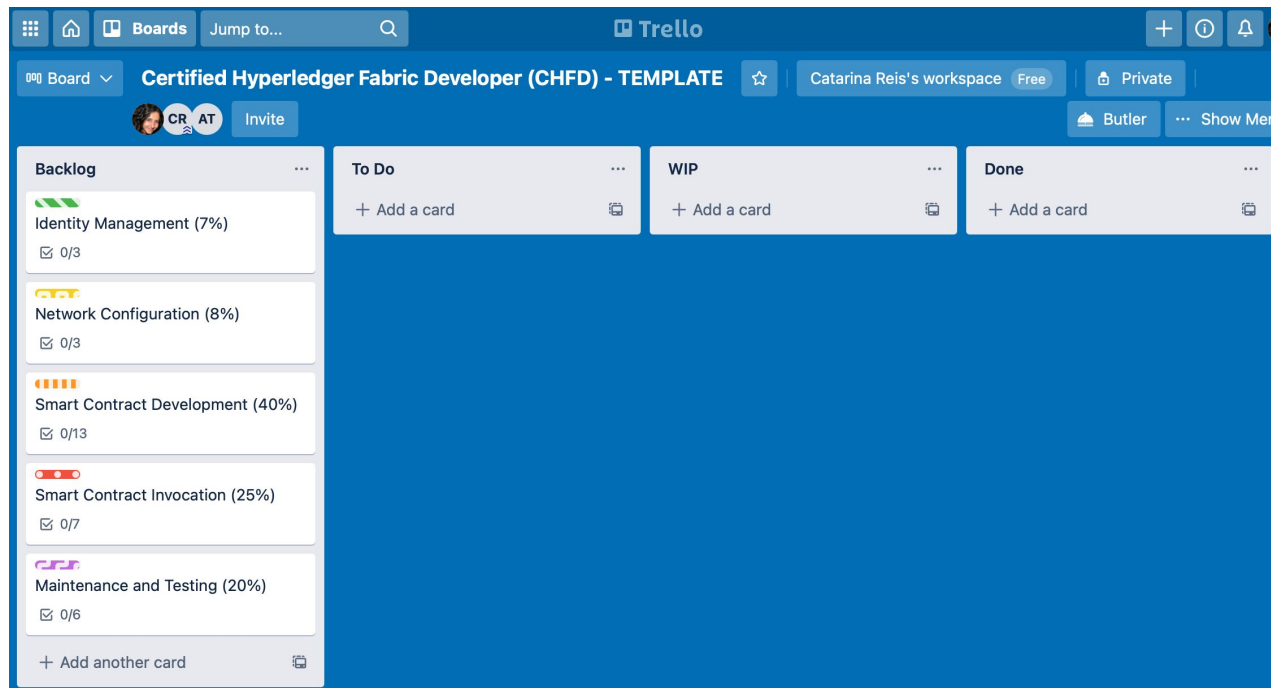 Boards
Jump to...
Trello
Board
Certified Hyperledger Fabric Developer (CHFD) - TEMPLATE
Catarina Reis's workspace Free
Private
CR
AT
Invite
Butler
··· Show Mer
Backlog ···
Identity Management (7%)
0/3
Network Configuration (8%)
0/3
Smart Contract Development (40%)
0/13
Smart Contract Invocation (25%)
0/7
Maintenance and Testing (20%)
0/6
+ Add another card
To Do ···
+ Add a card
WIP ···
+ Add a card
Done ···
+ Add a card